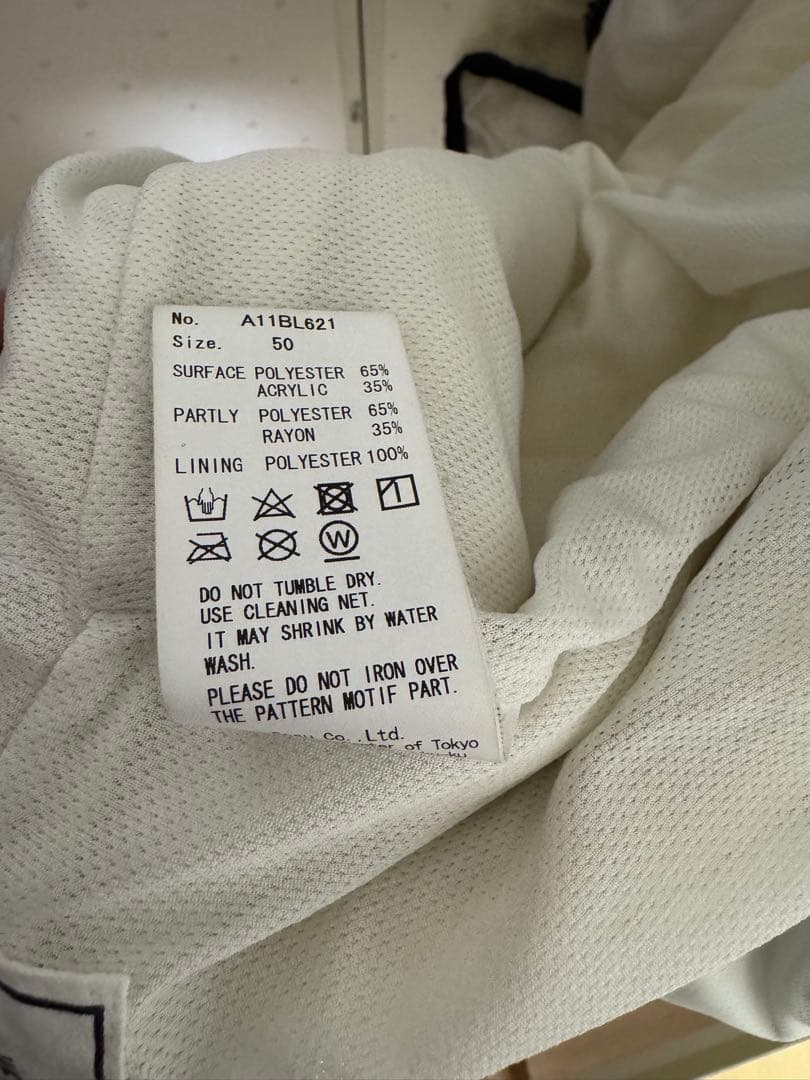 No. A11BL621
Size. 50
SURFACE POLYESTER 65%
ACRYLIC 35%
PARTLY POLYESTER 65%
RAYON 35%
LINING POLYESTER 100%
W
DO NOT TUMBLE DRY.
USE CLEANING NET.
IT MAY SHRINK BY WATER
WASH.
PLEASE DO NOT IRON OVER
THE PATTERN MOTIF PART.
Co.,Ltd.
of Tokyo